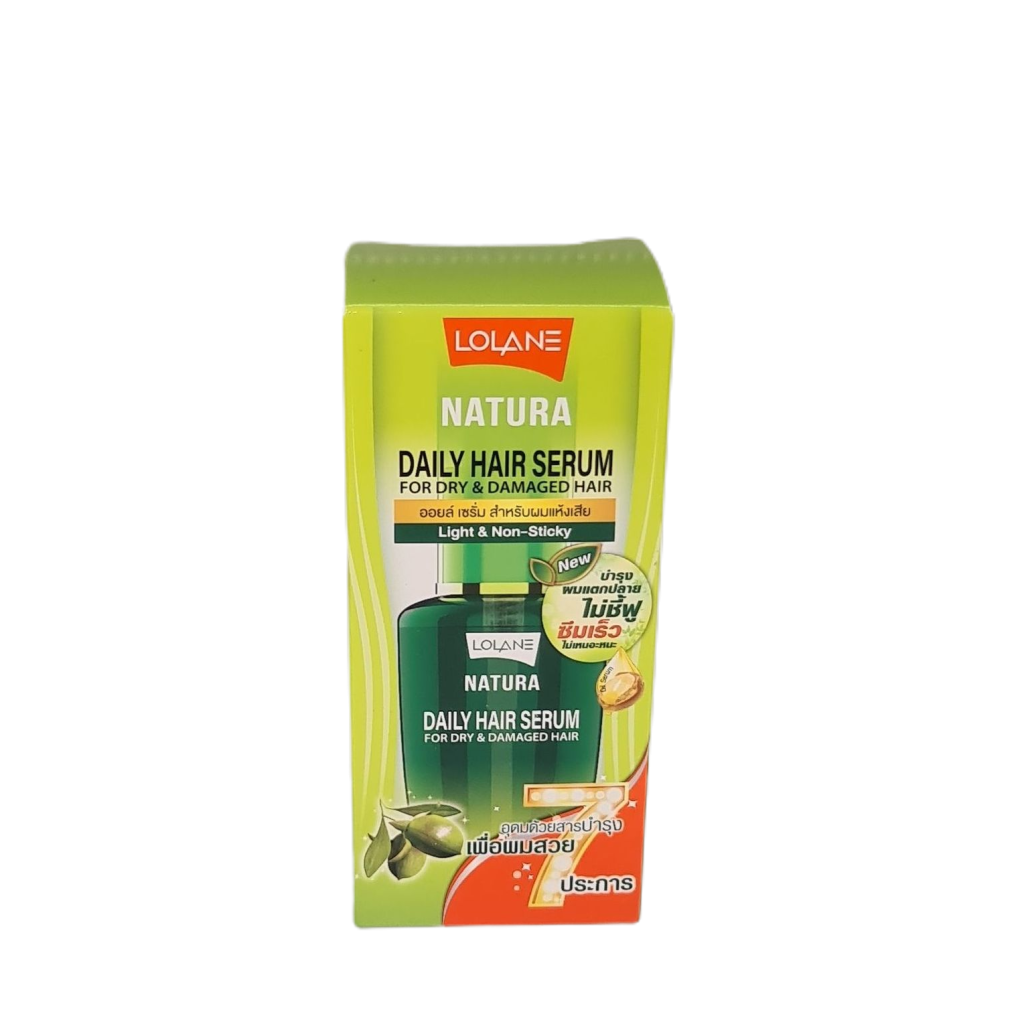 LOLANE
NATURA
DAILY HAIR SERUM
FOR DRY & DAMAGED HAIR
ออยล์ เซรั่ม สำหรับผมแห้งเสีย
Light & Non-Sticky
New
บำรุง
ผมแตกปลาย
ไม่ชี้ฟู
ซึมเร็ว
ไม่เหนอะหนะ
Oil Serum
LOLANE
NATURA
DAILY HAIR SERUM
FOR DRY & DAMAGED HAIR
7
อุดมด้วยสารบำรุง
เพื่อผมสวย
ประการ